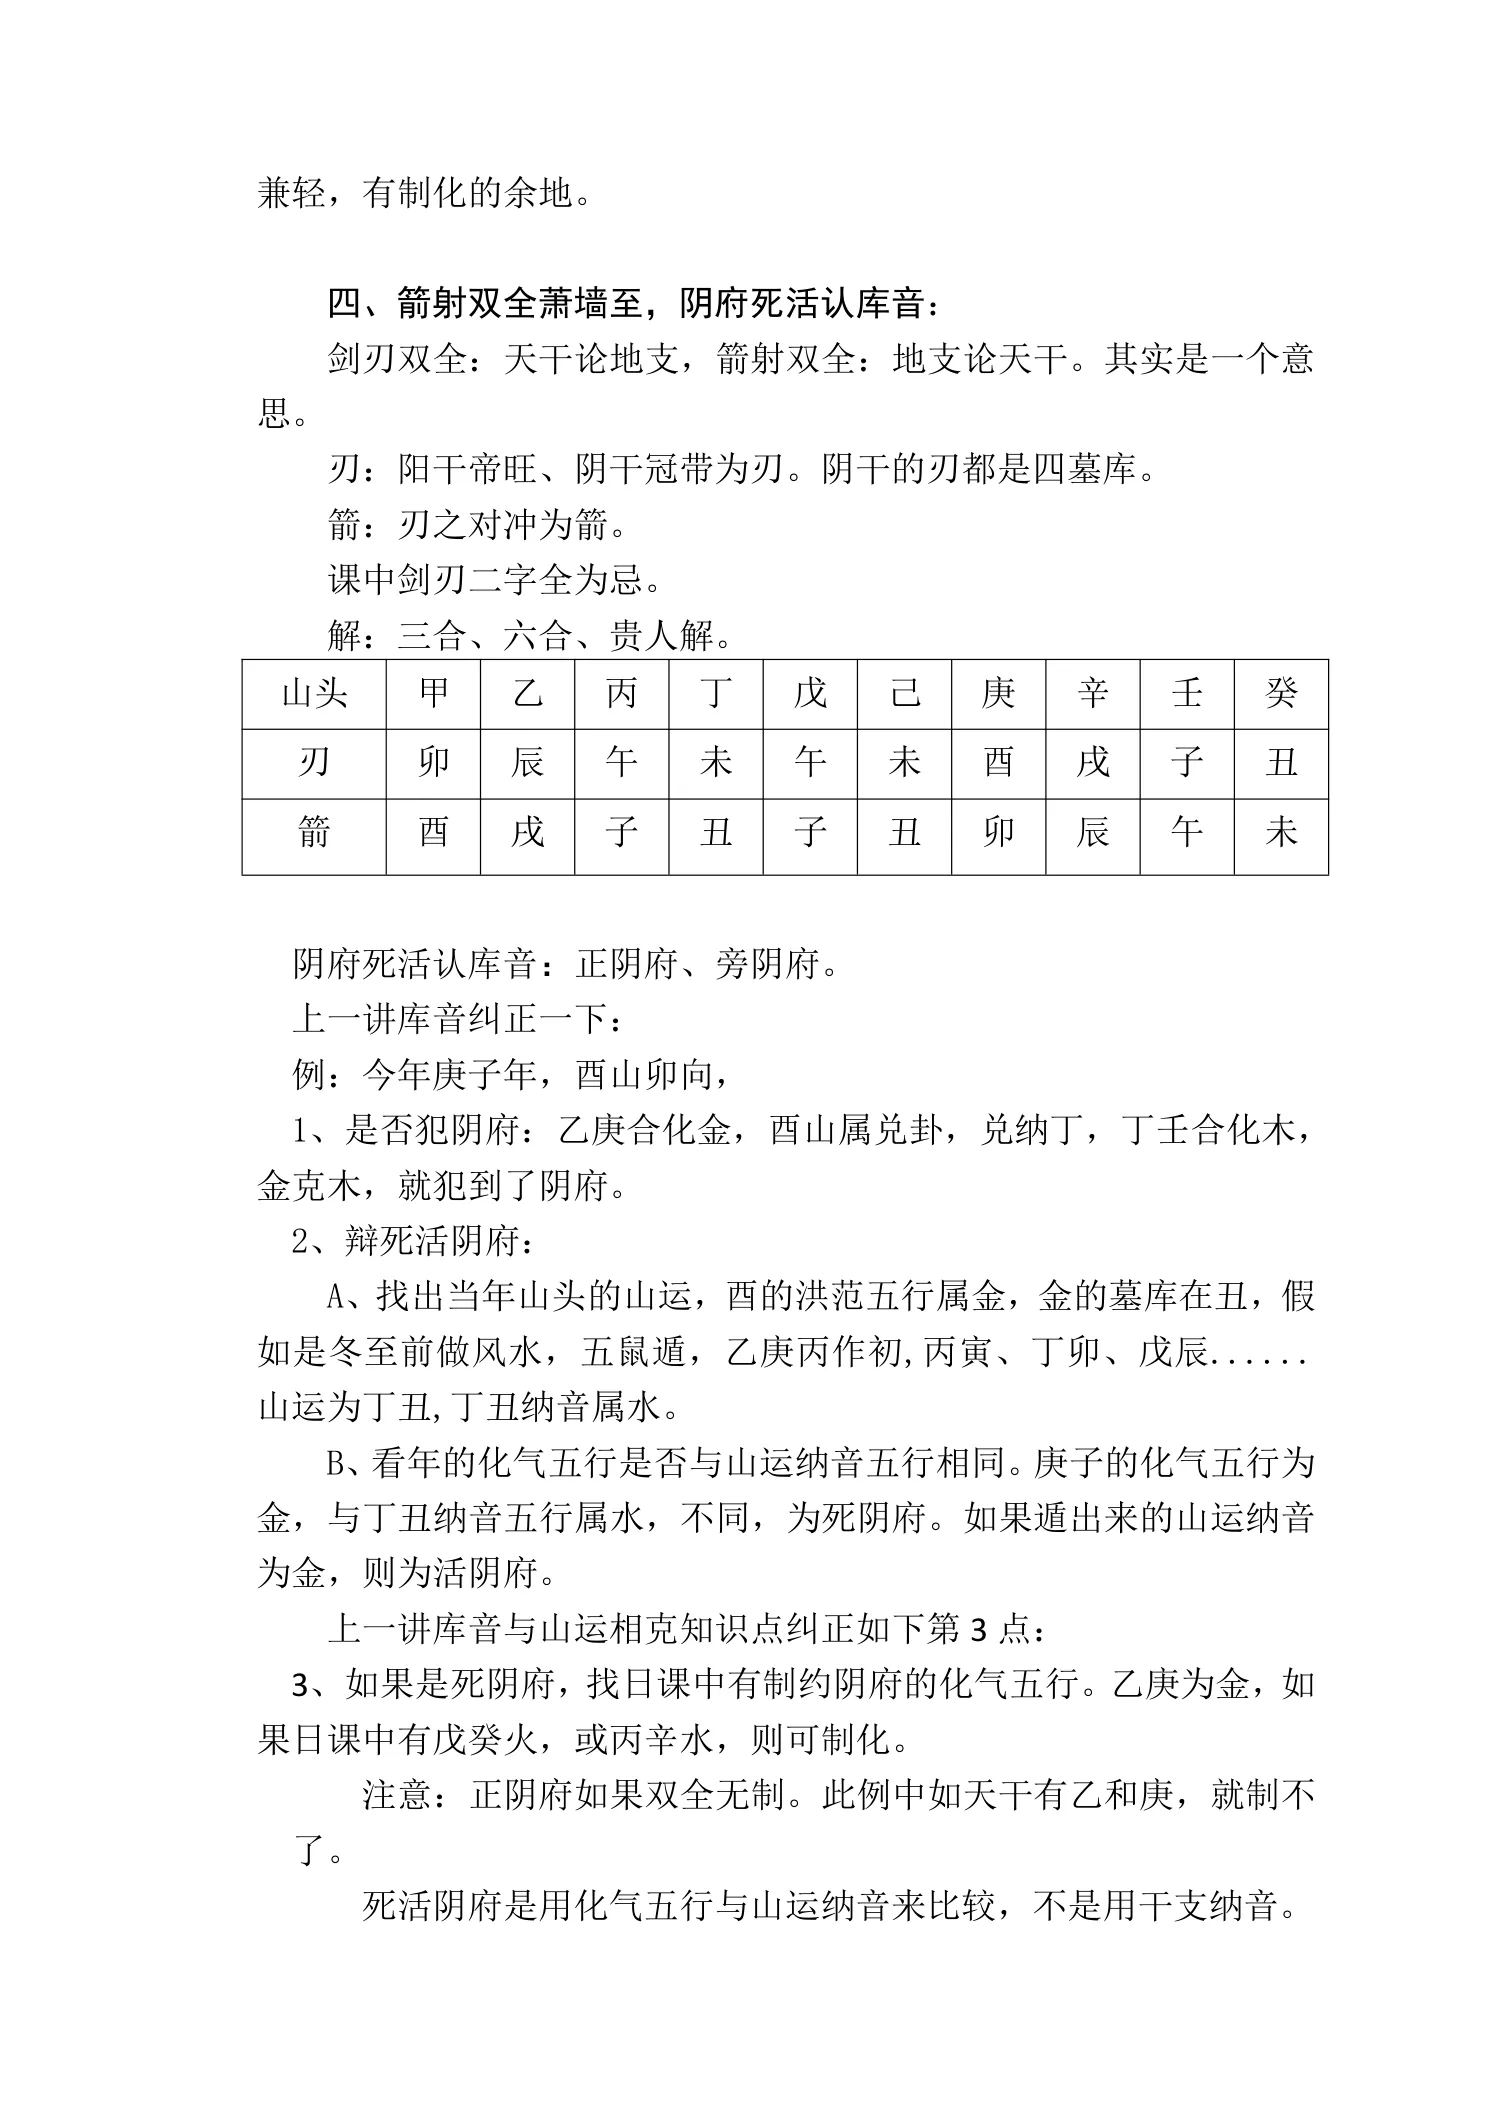 兼轻，有制化的余地。
四、箭射双全萧墙至，阴府死活认库音：
剑刃双全：天干论地支，箭射双全：地支论天干。其实是一个意
思。
刃：阳干帝旺、阴干冠带为刃。阴干的刃都是四墓库。
箭：刃之对冲为箭。
课中剑刃二字全为忌。
解：三合、六合、贵人解。
山头 甲 乙 丙 丁 戊 己 庚 辛 壬 癸
刃 卯 辰 午 未 午 未 酉 戌 子 丑
箭 酉 戌 子 丑 子 丑 卯 辰 午 未
阴府死活认库音：正阴府、旁阴府。
上一讲库音纠正一下：
例：今年庚子年，酉山卯向，
1、是否犯阴府：乙庚合化金，酉山属兑卦，兑纳丁，丁壬合化木，
金克木，就犯到了阴府。
2、辩死活阴府：
A、找出当年山头的山运，酉的洪范五行属金，金的墓库在丑，假
如是冬至前做风水，五鼠遁，乙庚丙作初,丙寅、丁卯、戊辰......
山运为丁丑,丁丑纳音属水。
B、看年的化气五行是否与山运纳音五行相同。庚子的化气五行为
金，与丁丑纳音五行属水，不同，为死阴府。如果遁出来的山运纳音
为金，则为活阴府。
上一讲库音与山运相克知识点纠正如下第 3 点：
3、如果是死阴府，找日课中有制约阴府的化气五行。乙庚为金，如
果日课中有戊癸火，或丙辛水，则可制化。
注意：正阴府如果双全无制。此例中如天干有乙和庚，就制不
了。
死活阴府是用化气五行与山运纳音来比较，不是用干支纳音。